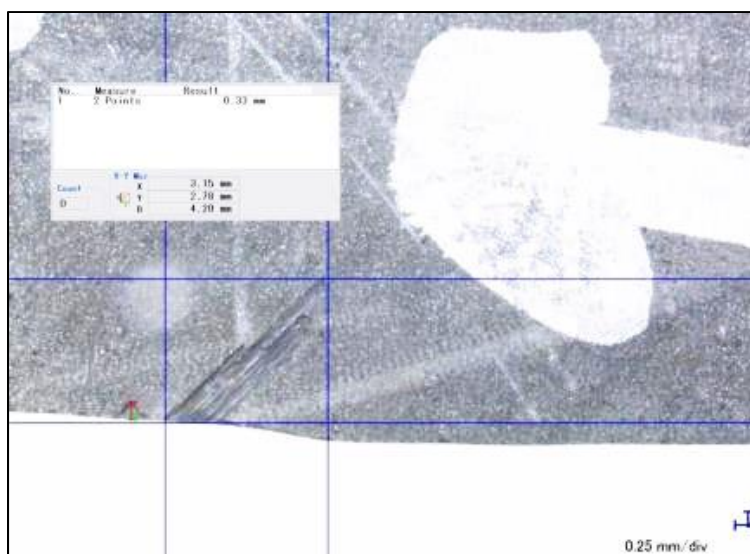 No. Measure Result
1 2 Points 0.33 mm
X-Y Msr
Count X 3.15 mm
0 Y 2.78 mm
D 4.20 mm
0.25 mm/div